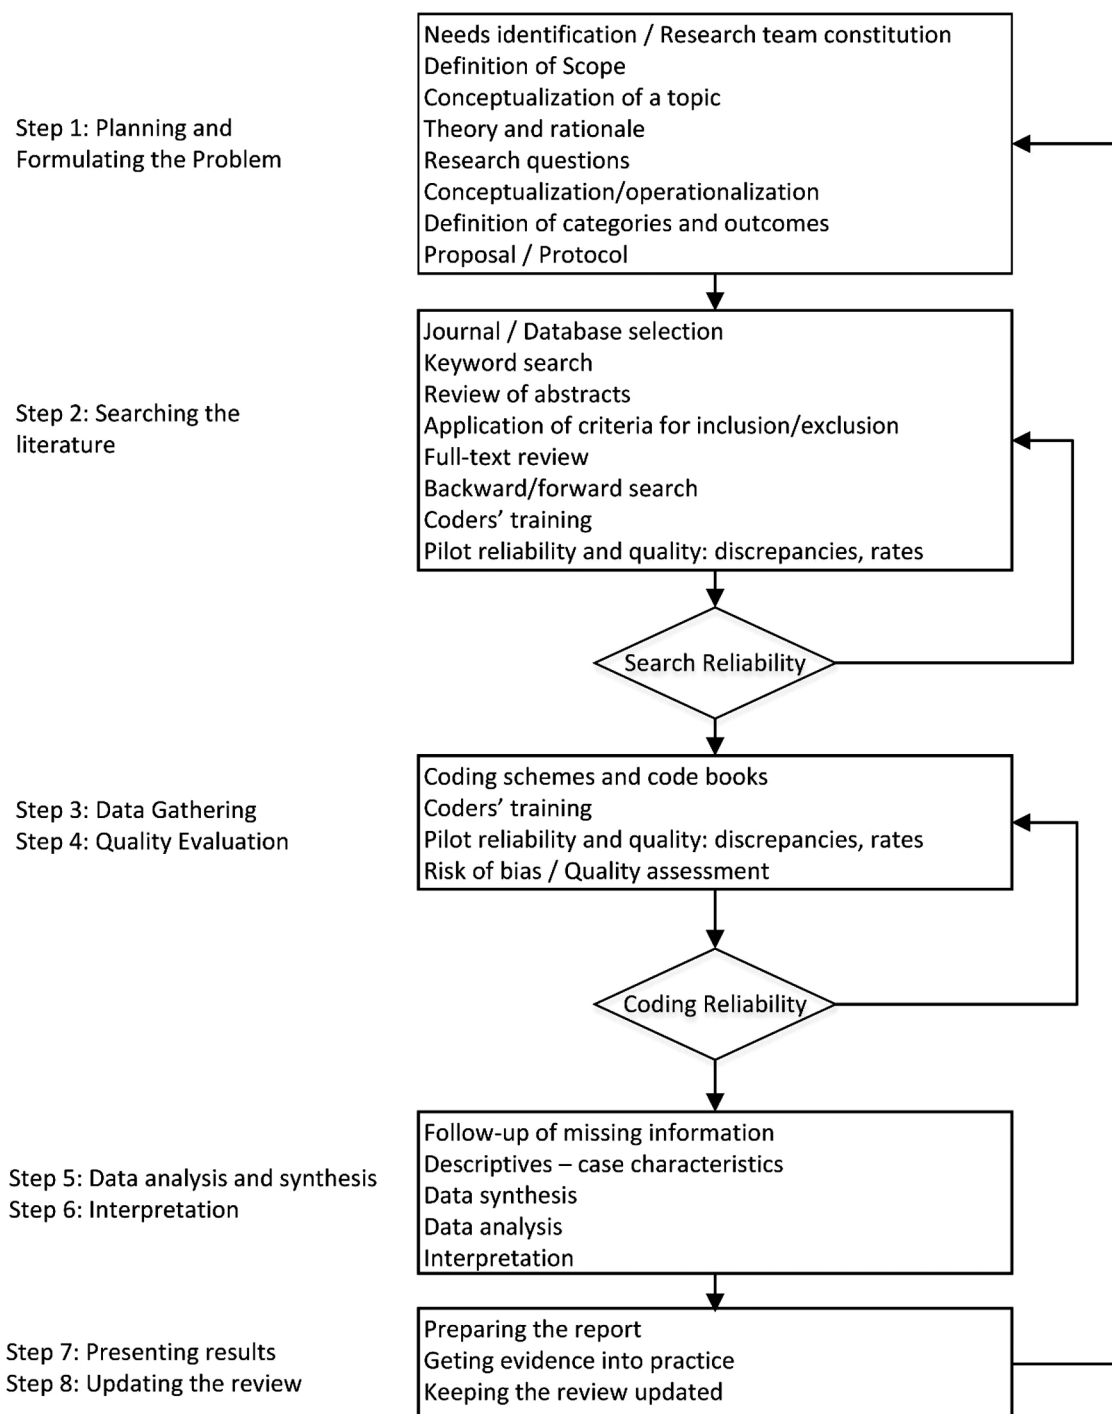 Step 1: Planning and
Formulating the Problem
Needs identification / Research team constitution
Definition of Scope
Conceptualization of a topic
Theory and rationale
Research questions
Conceptualization/operationalization
Definition of categories and outcomes
Proposal / Protocol
Step 2: Searching the
literature
Journal / Database selection
Keyword search
Review of abstracts
Application of criteria for inclusion/exclusion
Full-text review
Backward/forward search
Coders’ training
Pilot reliability and quality: discrepancies, rates
Search Reliability
Step 3: Data Gathering
Step 4: Quality Evaluation
Coding schemes and code books
Coders’ training
Pilot reliability and quality: discrepancies, rates
Risk of bias / Quality assessment
Coding Reliability
Step 5: Data analysis and synthesis
Step 6: Interpretation
Follow-up of missing information
Descriptives – case characteristics
Data synthesis
Data analysis
Interpretation
Step 7: Presenting results
Step 8: Updating the review
Preparing the report
Geting evidence into practice
Keeping the review updated